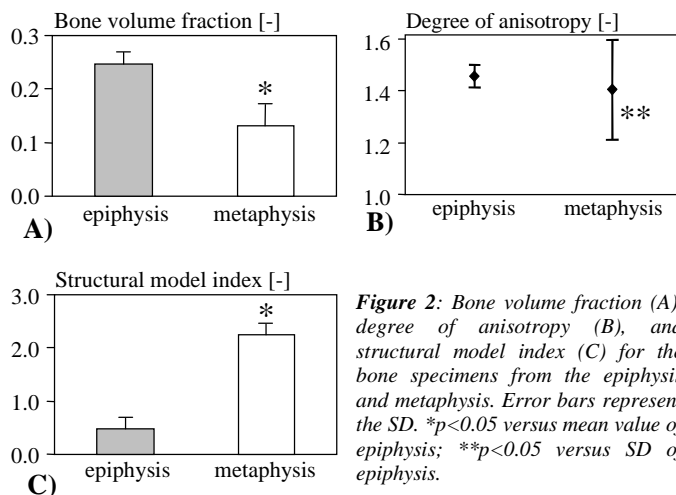 Bone volume fraction [-]
0.3
0.2
0.1
0.0
*
epiphysis
metaphysis
A)
Degree of anisotropy [-]
1.6
1.4
1.2
1.0
**
epiphysis
metaphysis
B)
Structural model index [-]
3.0
2.0
1.0
0.0
*
epiphysis
metaphysis
C)
Figure 2: Bone volume fraction (A)
degree of anisotropy (B), and
structural model index (C) for the
bone specimens from the epiphysis
and metaphysis. Error bars represent
the SD. *p<0.05 versus mean value of
epiphysis; **p<0.05 versus SD of
epiphysis.